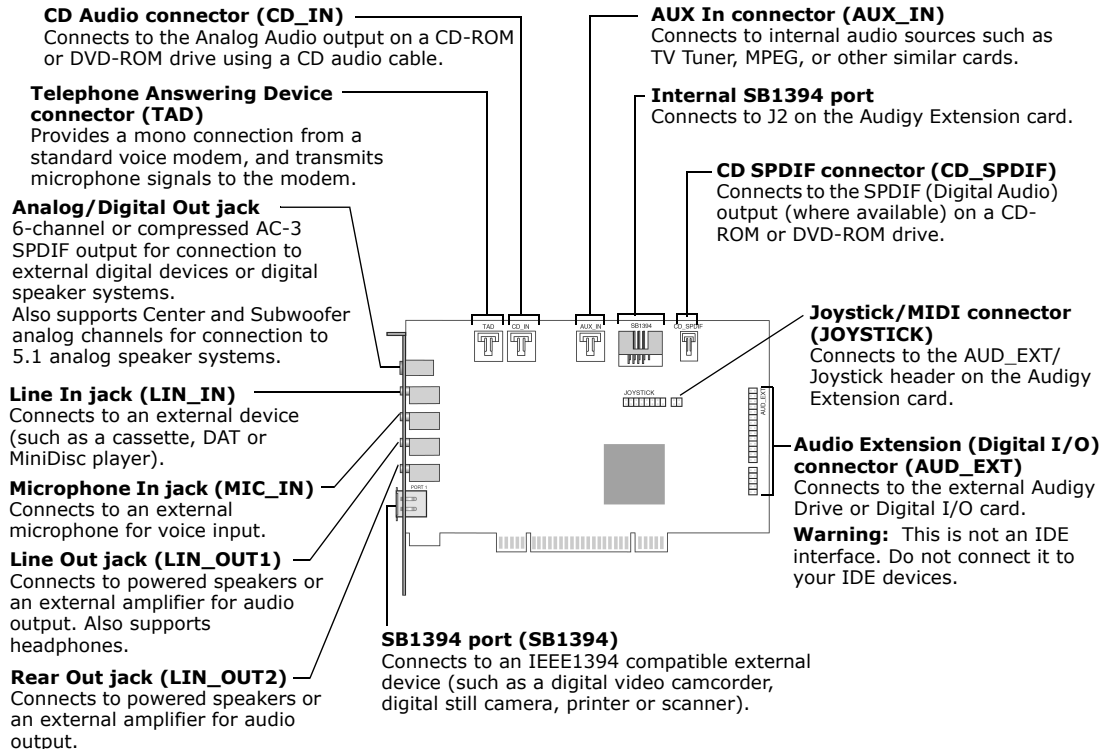 CD Audio connector (CD_IN)
Connects to the Analog Audio output on a CD-ROM
or DVD-ROM drive using a CD audio cable.
Telephone Answering Device
connector (TAD)
Provides a mono connection from a
standard voice modem, and transmits
microphone signals to the modem.
Analog/Digital Out jack
6-channel or compressed AC-3
SPDIF output for connection to
external digital devices or digital
speaker systems.
Also supports Center and Subwoofer
analog channels for connection to
5.1 analog speaker systems.
Line In jack (LIN_IN)
Connects to an external device
(such as a cassette, DAT or
MiniDisc player).
Microphone In jack (MIC_IN)
Connects to an external
microphone for voice input.
Line Out jack (LIN_OUT1)
Connects to powered speakers or
an external amplifier for audio
output. Also supports
headphones.
Rear Out jack (LIN_OUT2)
Connects to powered speakers or
an external amplifier for audio
output.
AUX In connector (AUX_IN)
Connects to internal audio sources such as
TV Tuner, MPEG, or other similar cards.
Internal SB1394 port
Connects to J2 on the Audigy Extension card.
CD SPDIF connector (CD_SPDIF)
Connects to the SPDIF (Digital Audio)
output (where available) on a CD-
ROM or DVD-ROM drive.
Joystick/MIDI connector
(JOYSTICK)
Connects to the AUD_EXT/
Joystick header on the Audigy
Extension card.
Audio Extension (Digital I/O)
connector (AUD_EXT)
Connects to the external Audigy
Drive or Digital I/O card.
Warning: This is not an IDE
interface. Do not connect it to
your IDE devices.
SB1394 port (SB1394)
Connects to an IEEE1394 compatible external
device (such as a digital video camcorder,
digital still camera, printer or scanner).
TAD
CD_IN
AUX_IN
SB1394
CD_SPDIF
JOYSTICK
AUD_EXT
PORT 1